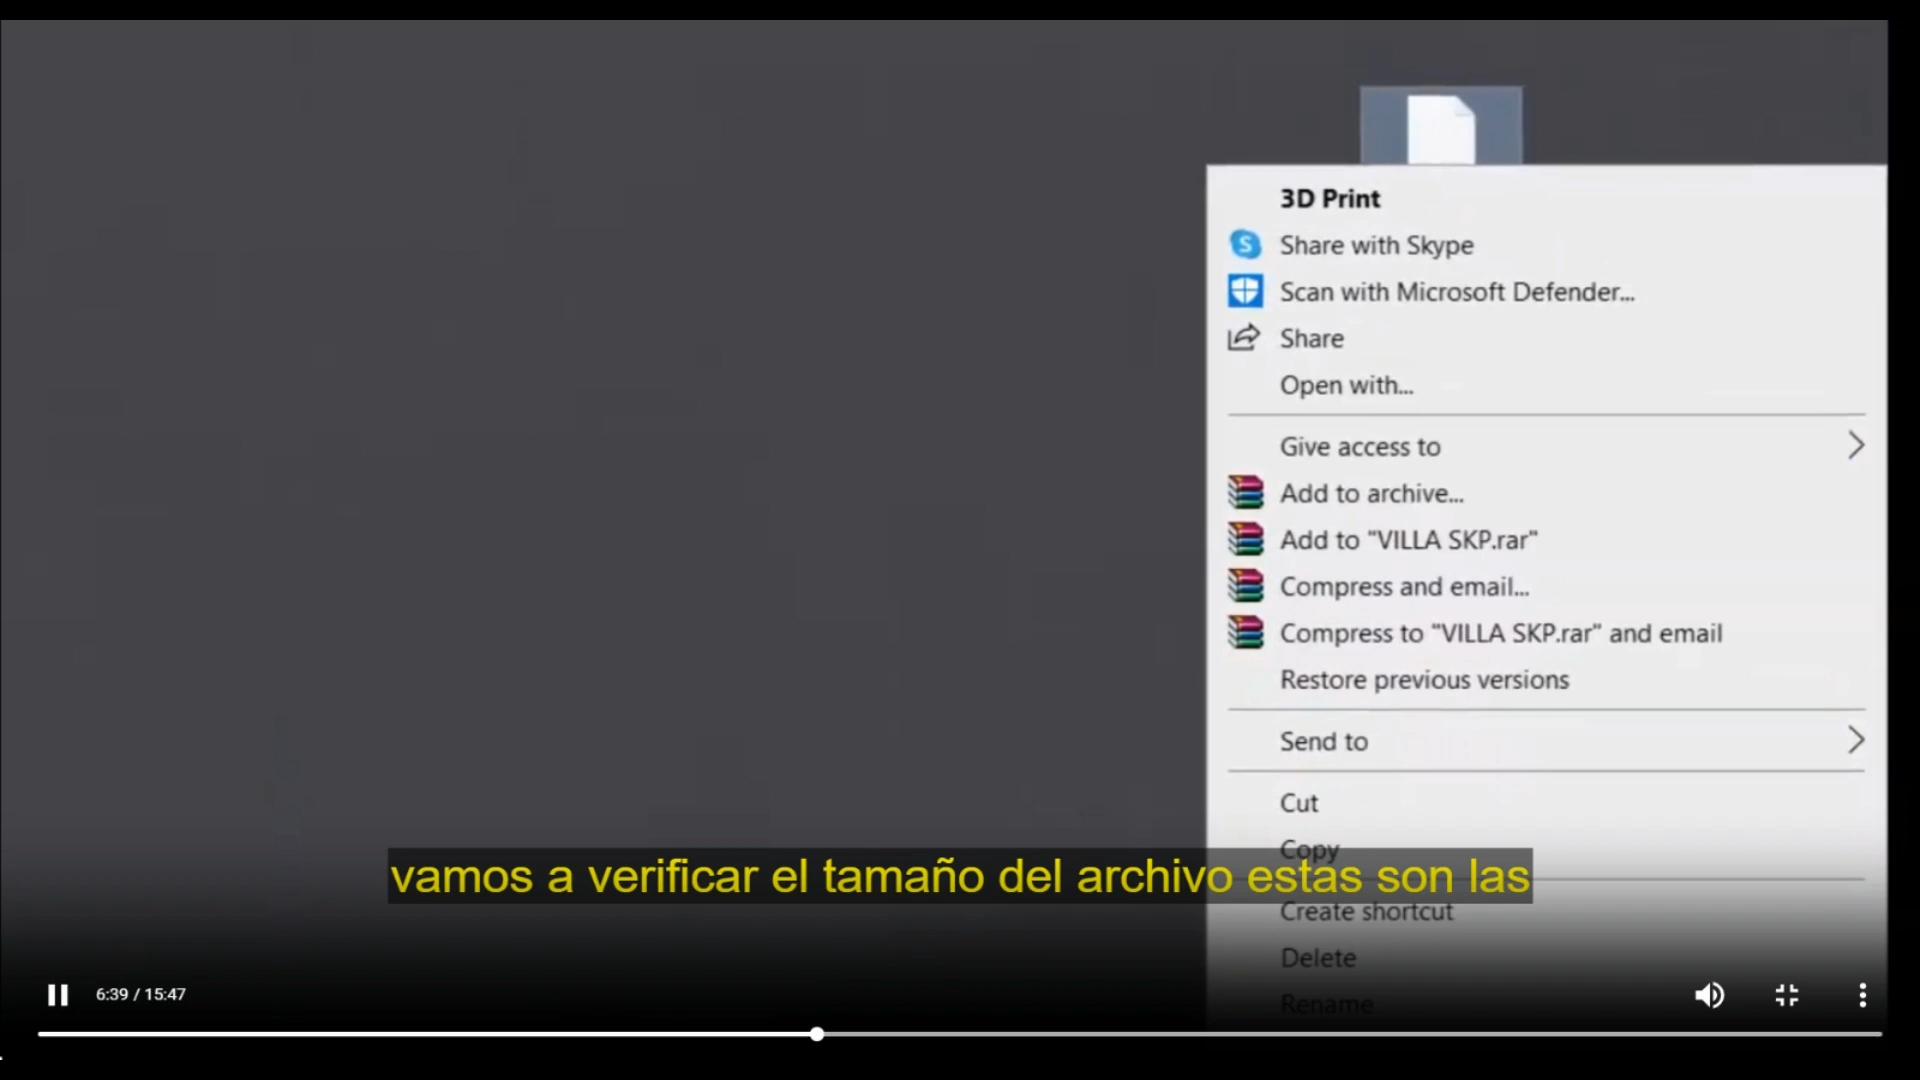 3D Print
Share with Skype
Scan with Microsoft Defender...
Share
Open with...
Give access to
Add to archive...
Add to "VILLA SKP.rar"
Compress and email...
Compress to "VILLA SKP.rar" and email
Restore previous versions
Send to
Cut
Copy
vamos a verificar el tamaño del archivo estas son las
Create shortcut
Delete
Rename
6:39 / 15:47